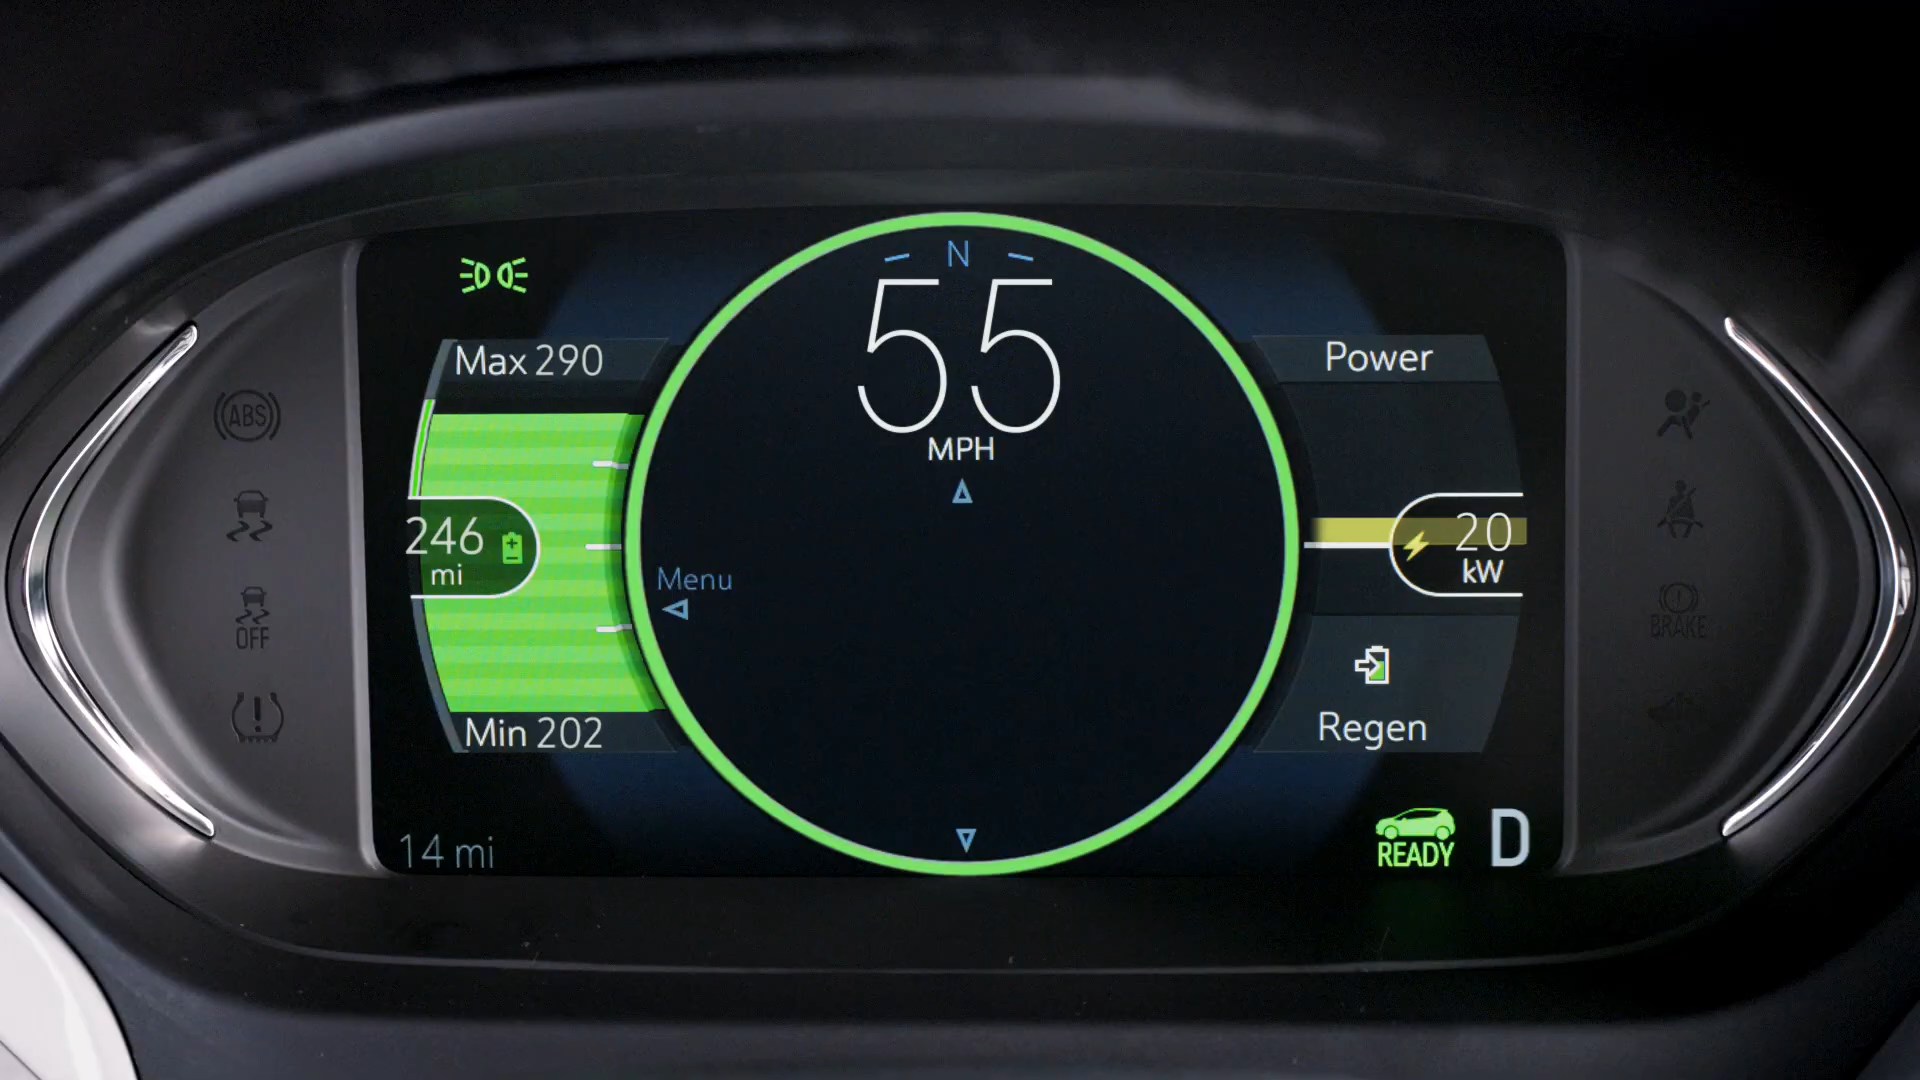 N
55
MPH
Max 290
Power
ABS
246
mi
20
kW
Menu
OFF
BRAKE
Min 202
Regen
14 mi
READY
D